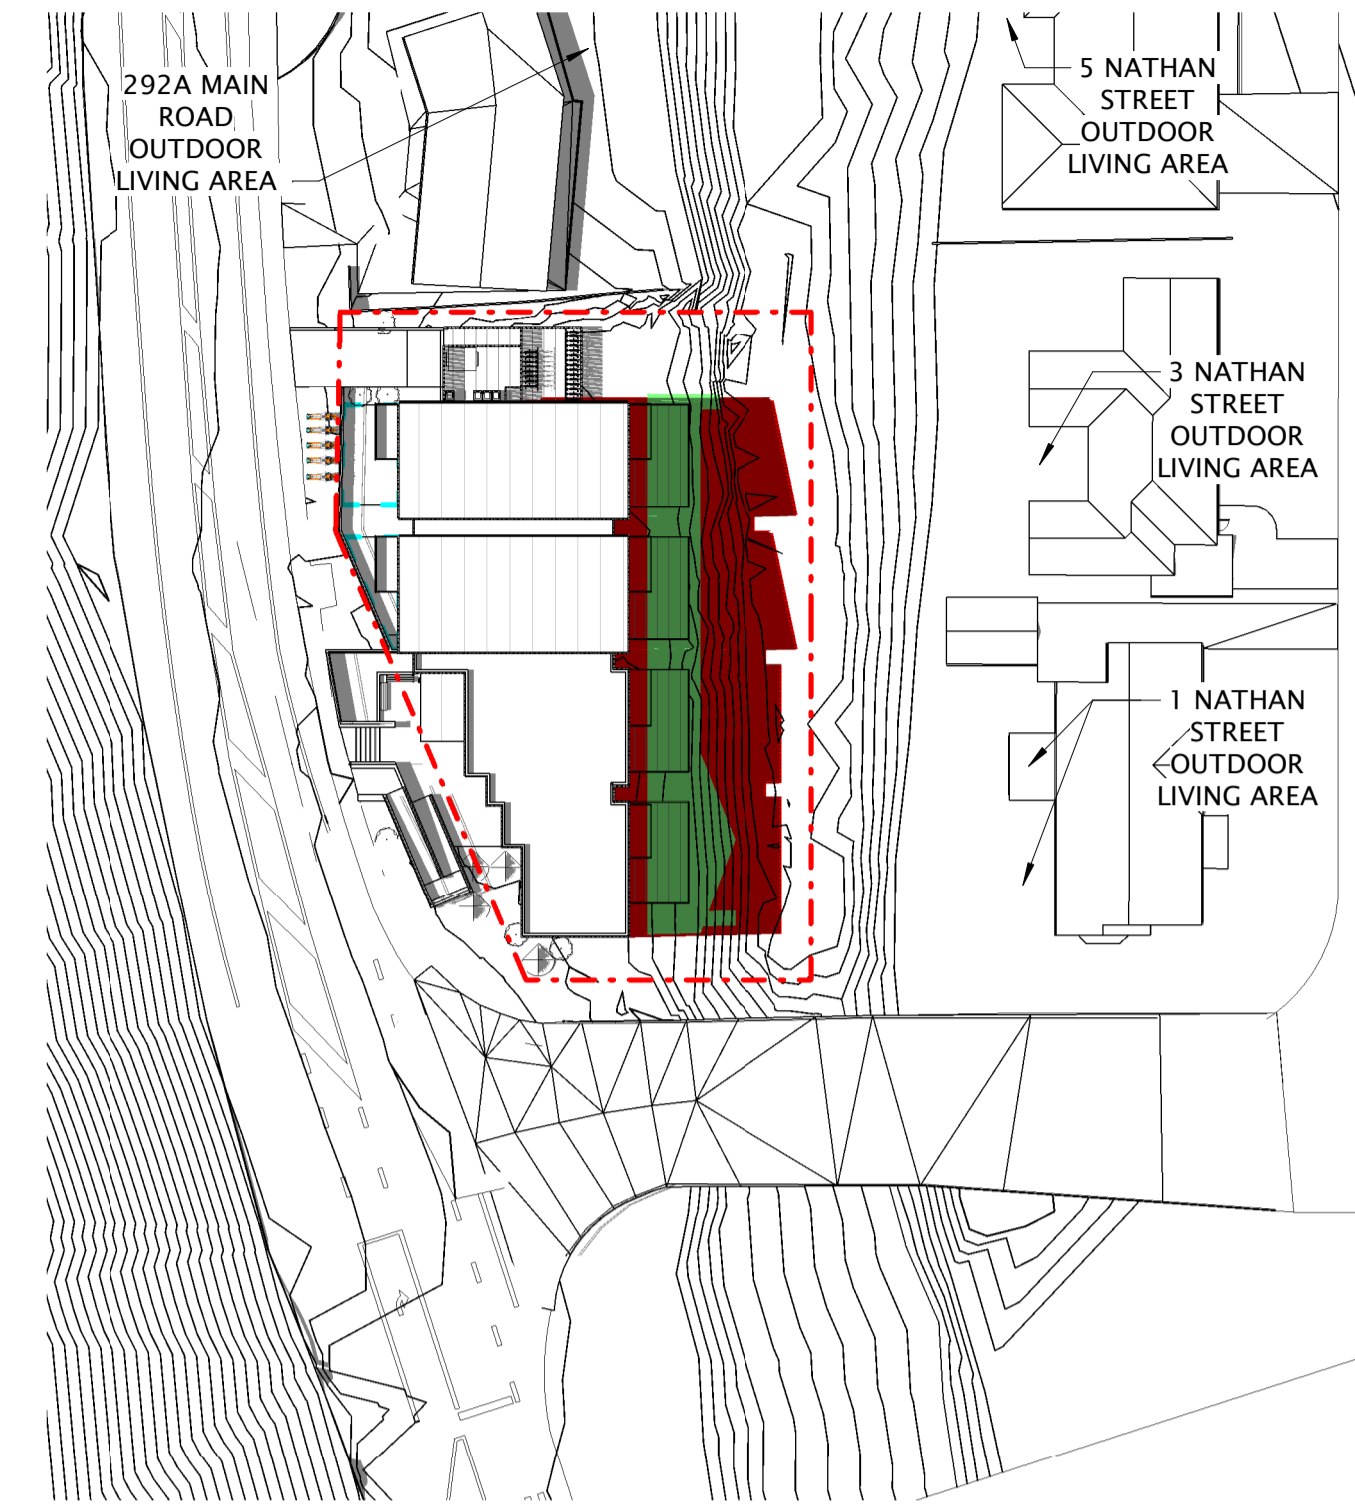 292A MAIN
ROAD
OUTDOOR
LIVING AREA
5 NATHAN
STREET
OUTDOOR
LIVING AREA
3 NATHAN
STREET
OUTDOOR
LIVING AREA
1 NATHAN
STREET
OUTDOOR
LIVING AREA